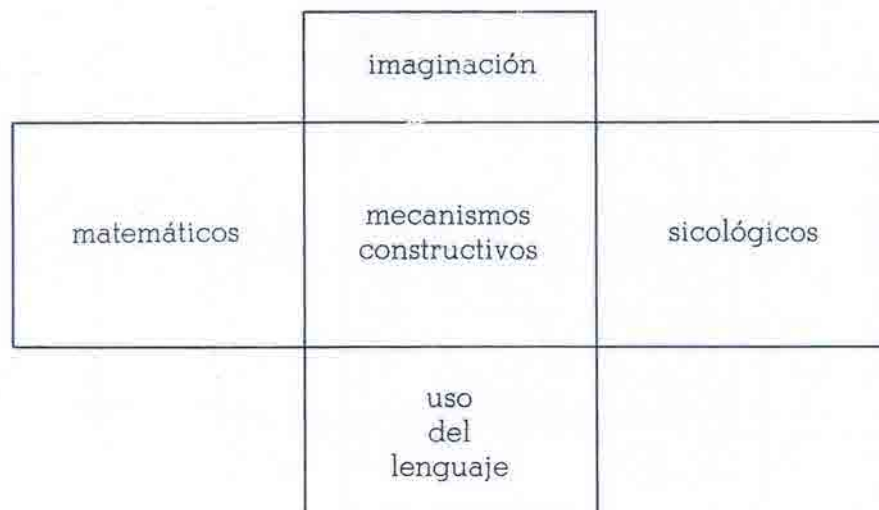 imaginación
matemáticos
mecanismos
constructivos
sicológicos
uso
del
lenguaje